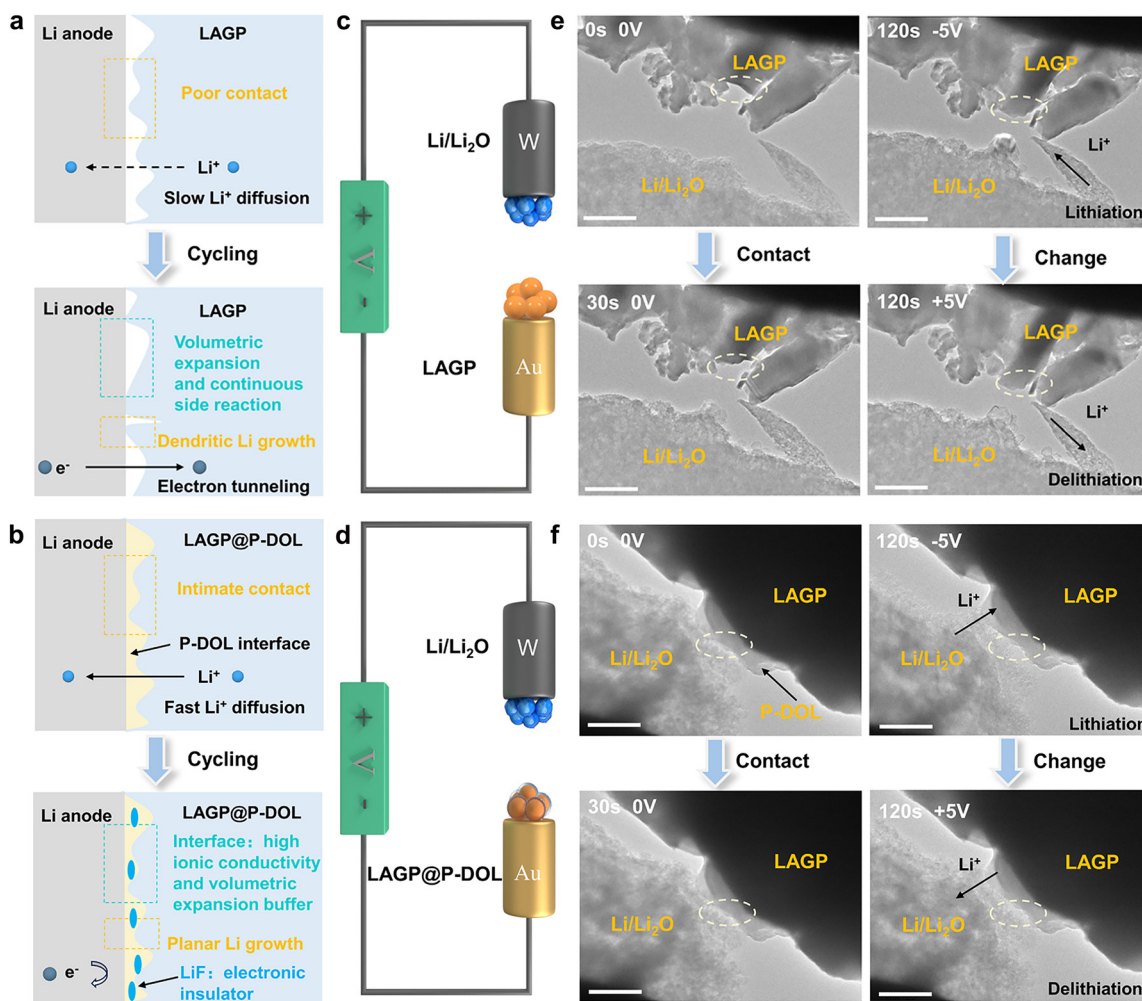 a
Li anode
LAGP
Poor contact
Li⁺
Slow Li⁺ diffusion
Cycling
Li anode
LAGP
Volumetric
expansion
and continuous
side reaction
Dendritic Li growth
e⁻
Electron tunneling
b
Li anode
LAGP@P-DOL
Intimate contact
P-DOL interface
Li⁺
Fast Li⁺ diffusion
Cycling
Li anode
LAGP@P-DOL
Interface：high
ionic conductivity
and volumetric
expansion buffer
Planar Li growth
e⁻
LiF：electronic
insulator
c
Li/Li₂O
W
+
V
-
LAGP
Au
d
Li/Li₂O
W
+
V
-
LAGP@P-DOL
Au
e
0s 0V
LAGP
Li/Li₂O
120s -5V
LAGP
Li⁺
Li/Li₂O
Lithiation
Contact
Change
30s 0V
LAGP
Li/Li₂O
120s +5V
LAGP
Li⁺
Li/Li₂O
Delithiation
f
0s 0V
LAGP
Li/Li₂O
P-DOL
120s -5V
Li⁺
LAGP
Li/Li₂O
Lithiation
Contact
Change
30s 0V
LAGP
Li/Li₂O
120s +5V
Li⁺
LAGP
Li/Li₂O
Delithiation